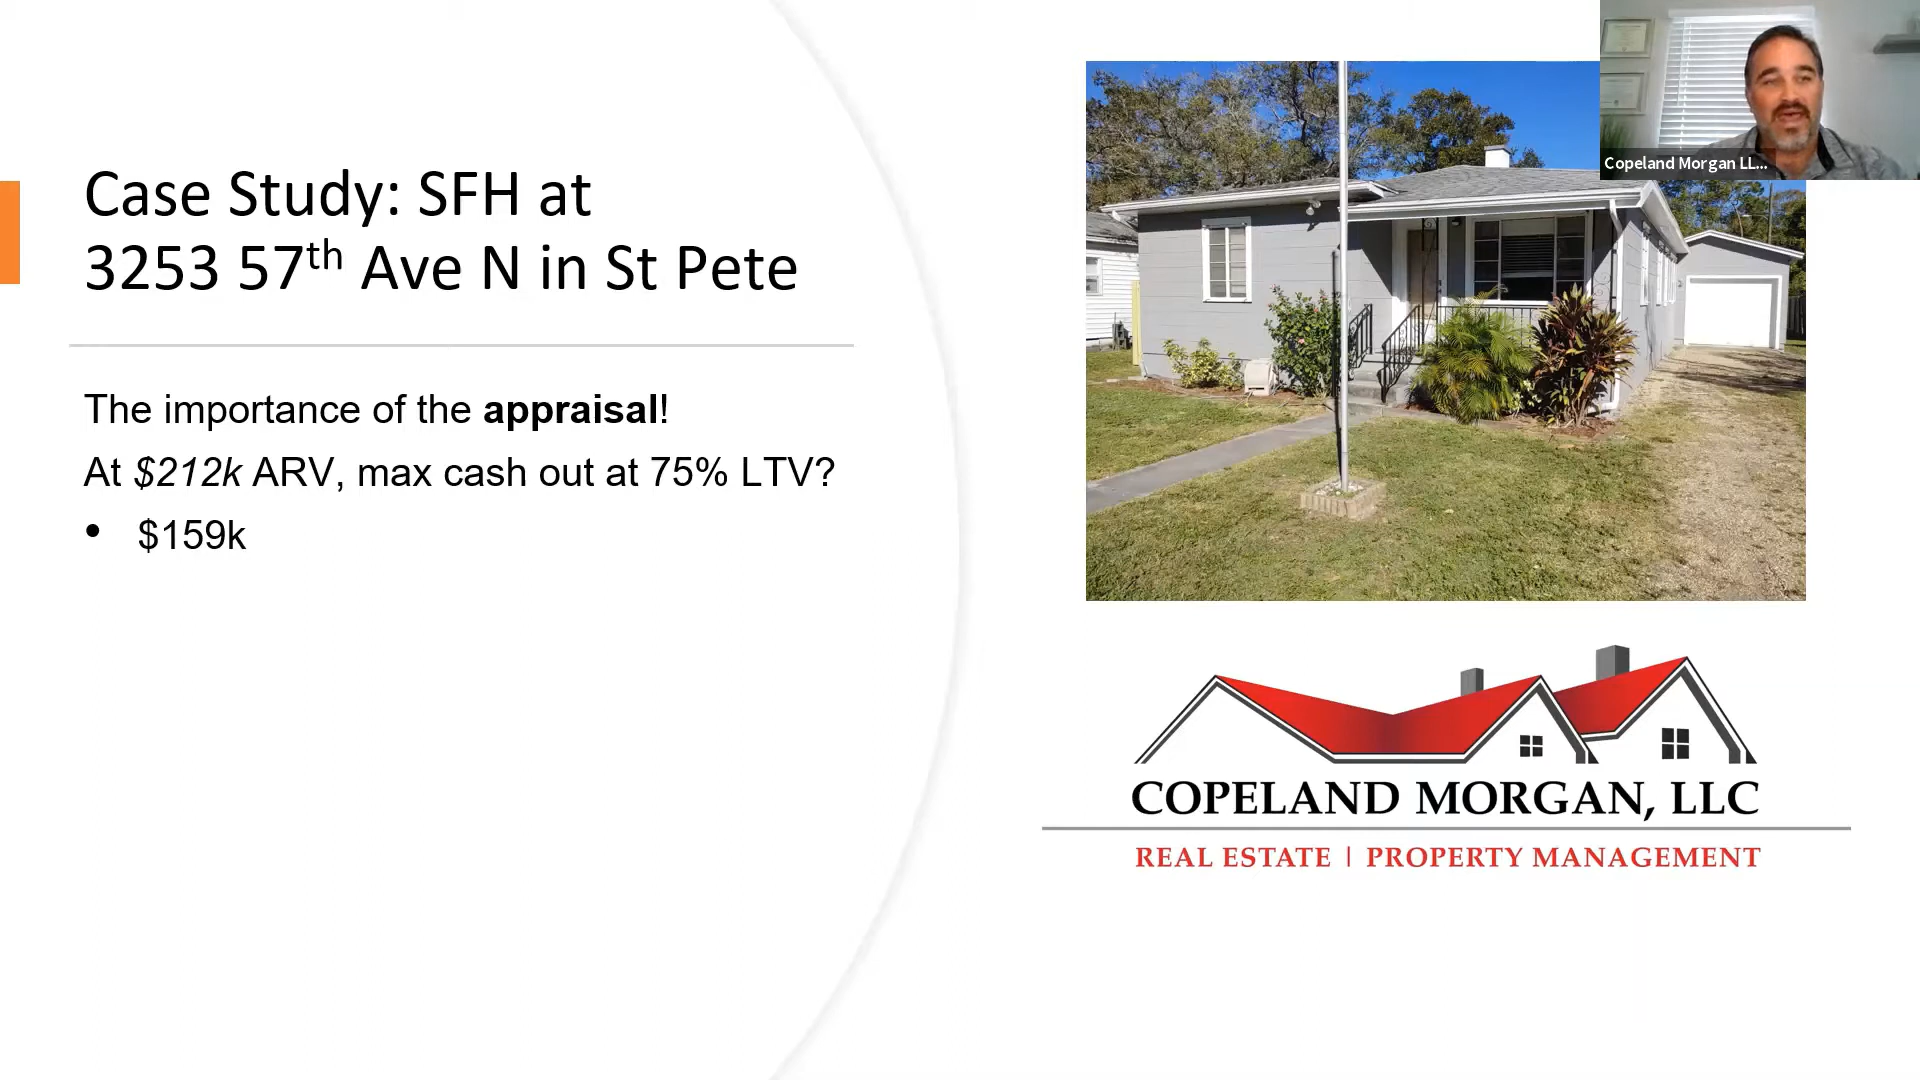 Case Study: SFH at
3253 57th Ave N in St Pete
The importance of the appraisal!
At $212k ARV, max cash out at 75% LTV?
• $159k
Copeland Morgan LL...
COPELAND MORGAN, LLC
REAL ESTATE | PROPERTY MANAGEMENT